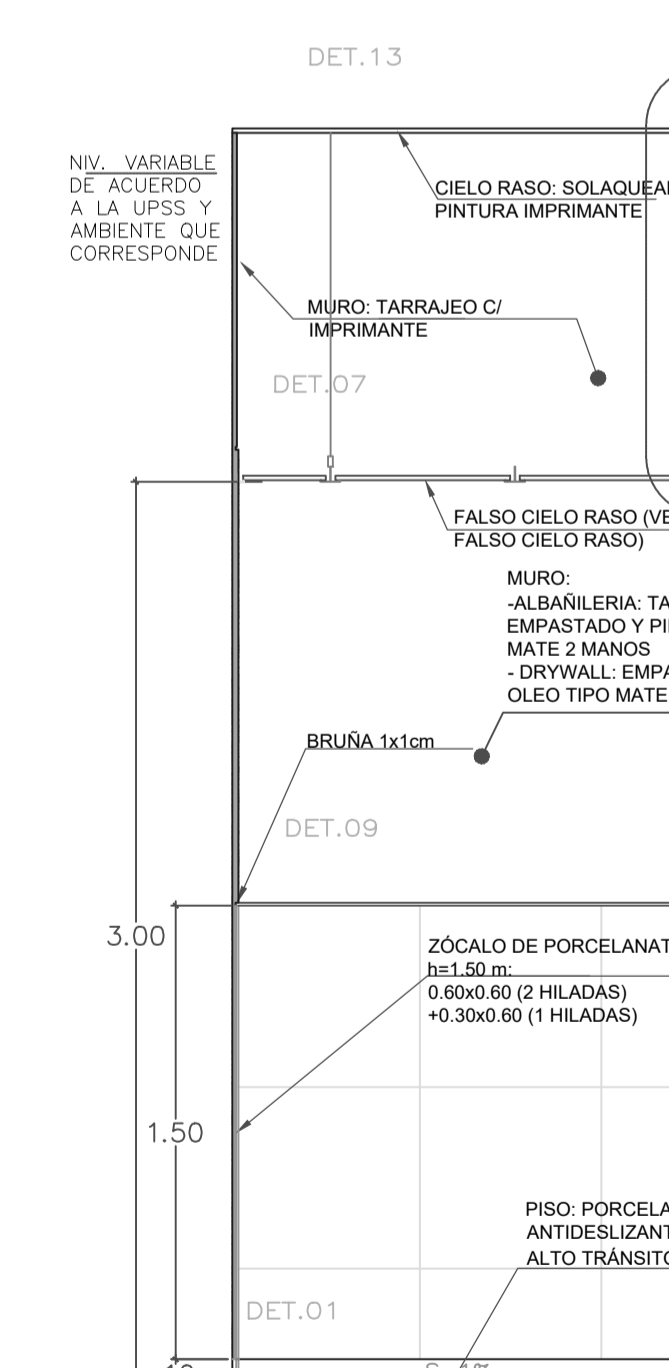 DET.13
NIV. VARIABLE
DE ACUERDO
A LA UPSS Y
AMBIENTE QUE
CORRESPONDE
CIELO RASO: SOLAQUEA
PINTURA IMPRIMANTE
MURO: TARRAJEO C/
IMPRIMANTE
DET.07
FALSO CIELO RASO (VE
FALSO CIELO RASO)
MURO:
-ALBAÑILERIA: TA
EMPASTADO Y PI
MATE 2 MANOS
- DRYWALL: EMPA
OLEO TIPO MATE
BRUÑA 1x1cm
DET.09
3.00
ZÓCALO DE PORCELANAT
h=1.50 m:
0.60x0.60 (2 HILADAS)
+0.30x0.60 (1 HILADAS)
1.50
PISO: PORCELA
ANTIDESLIZANT
ALTO TRÁNSITO
DET.01